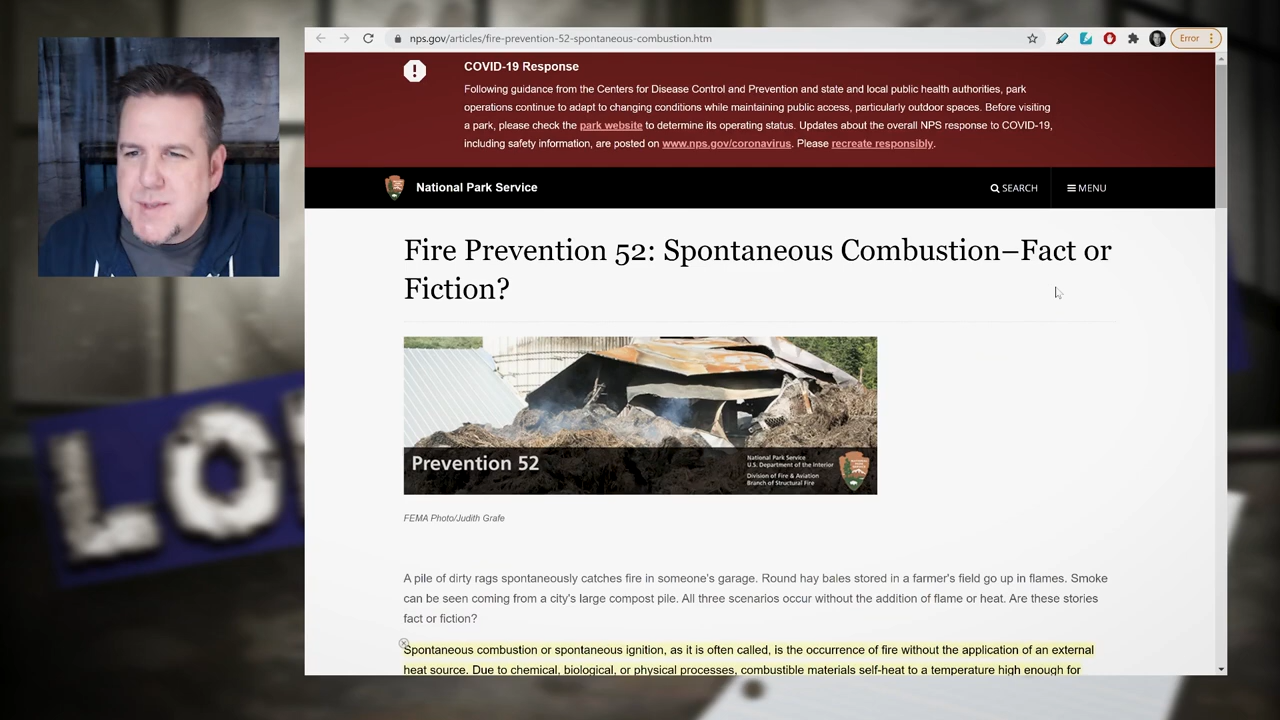 nps.gov/articles/fire-prevention-52-spontaneous-combustion.htm
Error
COVID-19 Response
Following guidance from the Centers for Disease Control and Prevention and state and local public health authorities, park
operations continue to adapt to changing conditions while maintaining public access, particularly outdoor spaces. Before visiting
a park, please check the park website to determine its operating status. Updates about the overall NPS response to COVID-19,
including safety information, are posted on www.nps.gov/coronavirus. Please recreate responsibly.
National Park Service
SEARCH
MENU
Fire Prevention 52: Spontaneous Combustion–Fact or
Fiction?
Prevention 52
National Park Service
U.S. Department of the Interior
Division of Fire & Aviation
Branch of Structural Fire
FEMA Photo/Judith Grafe
A pile of dirty rags spontaneously catches fire in someone's garage. Round hay bales stored in a farmer's field go up in flames. Smoke
can be seen coming from a city's large compost pile. All three scenarios occur without the addition of flame or heat. Are these stories
fact or fiction?
Spontaneous combustion or spontaneous ignition, as it is often called, is the occurrence of fire without the application of an external
heat source. Due to chemical, biological, or physical processes, combustible materials self-heat to a temperature high enough for
LO